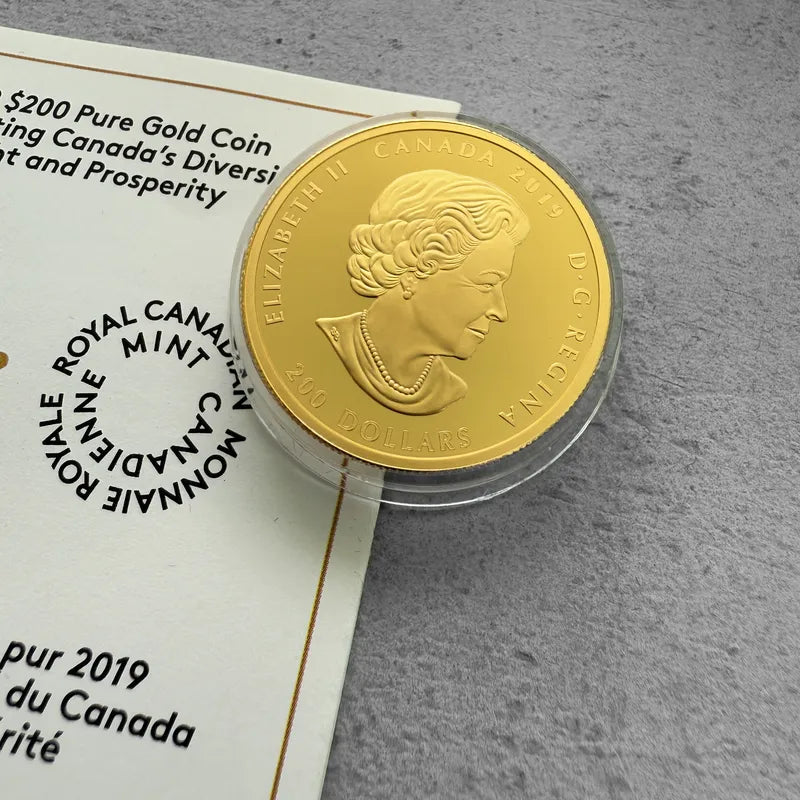 $200 Pure Gold Coin
ting Canada's Diversi
nt and Prosperity
ROYAL CANADIAN MINT
MONNAIE ROYALE CANADIENNE
pur 2019
du Canada
rité
ELIZABETH II CANADA 2019 D·G·REGINA
200 DOLLARS